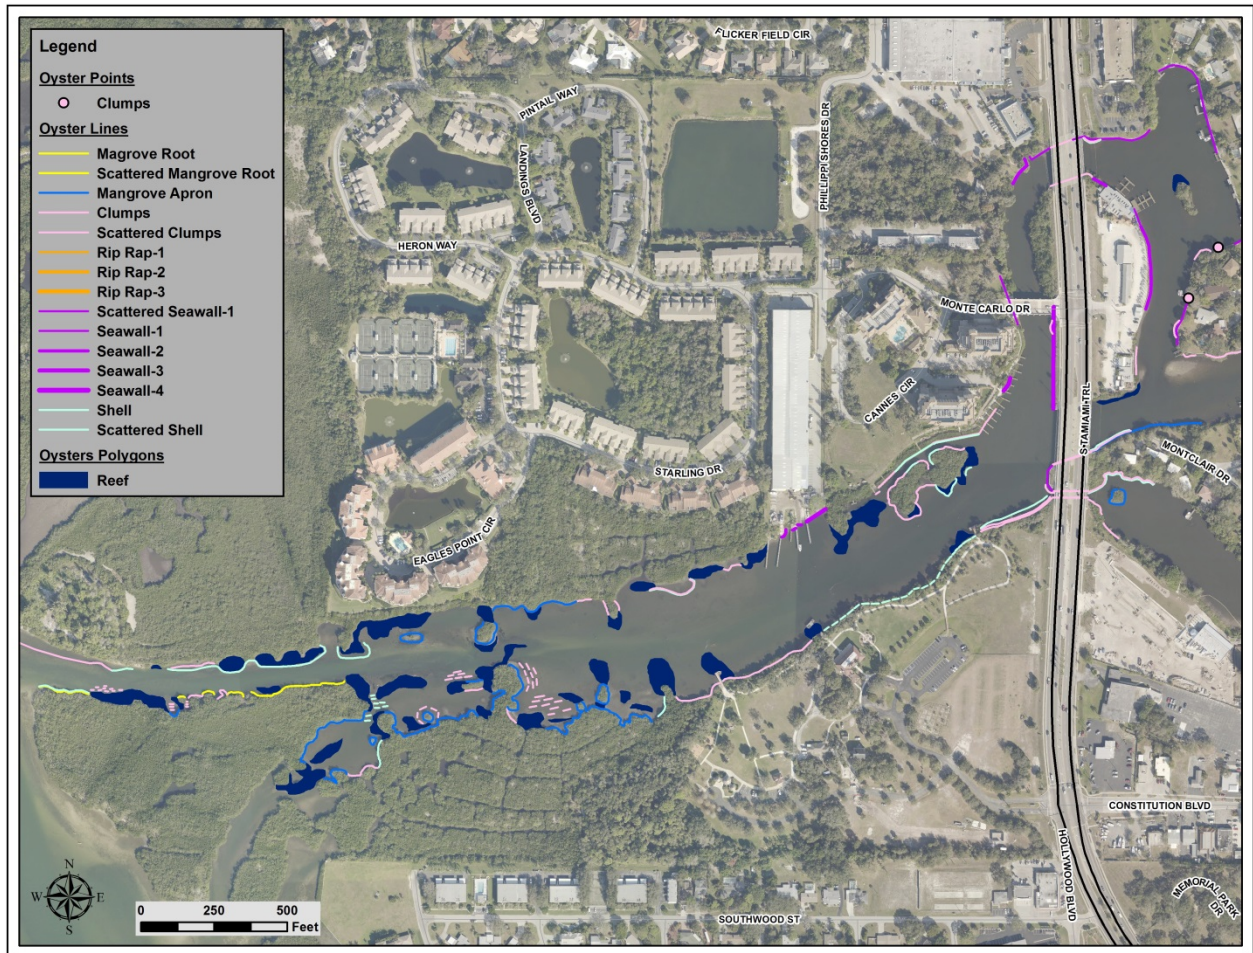 Legend
Oyster Points
Clumps
Oyster Lines
Magrove Root
Scattered Mangrove Root
Mangrove Apron
Clumps
Scattered Clumps
Rip Rap-1
Rip Rap-2
Rip Rap-3
Scattered Seawall-1
Seawall-1
Seawall-2
Seawall-3
Seawall-4
Shell
Scattered Shell
Oysters Polygons
Reef
FLICKER FIELD CIR
PINTAIL WAY
LANDINGS BLVD
PHILLIPPI SHORES DR
HERON WAY
MONTE CARLO DR
CANNES CIR
S TAMIAMI TRL
STARLING DR
MONTCLAIR DR
EAGLES POINT CIR
CONSTITUTION BLVD
HOLLYWOOD BLVD
MEMORIAL PARK
DR
SOUTHWOOD ST
N
W E
S
0 250 500
Feet